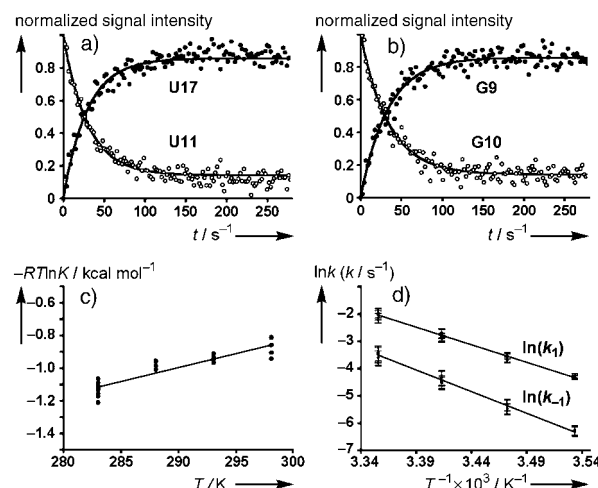 normalized signal intensity
a)
0.8
0.6
0.4
0.2
0
U17
U11
0 50 100 150 200 250
t / s⁻¹
normalized signal intensity
b)
0.8
0.6
0.4
0.2
0
G9
G10
0 50 100 150 200 250
t / s⁻¹
−RTlnK / kcal mol⁻¹
c)
−0.6
−0.8
−1.0
−1.2
−1.4
280 285 290 295 300
T / K
lnk (k / s⁻¹)
d)
−2
−3
−4
−5
−6
−7
ln(k₁)
ln(k₋₁)
3.34 3.39 3.44 3.49 3.54
T⁻¹×10³ / K⁻¹